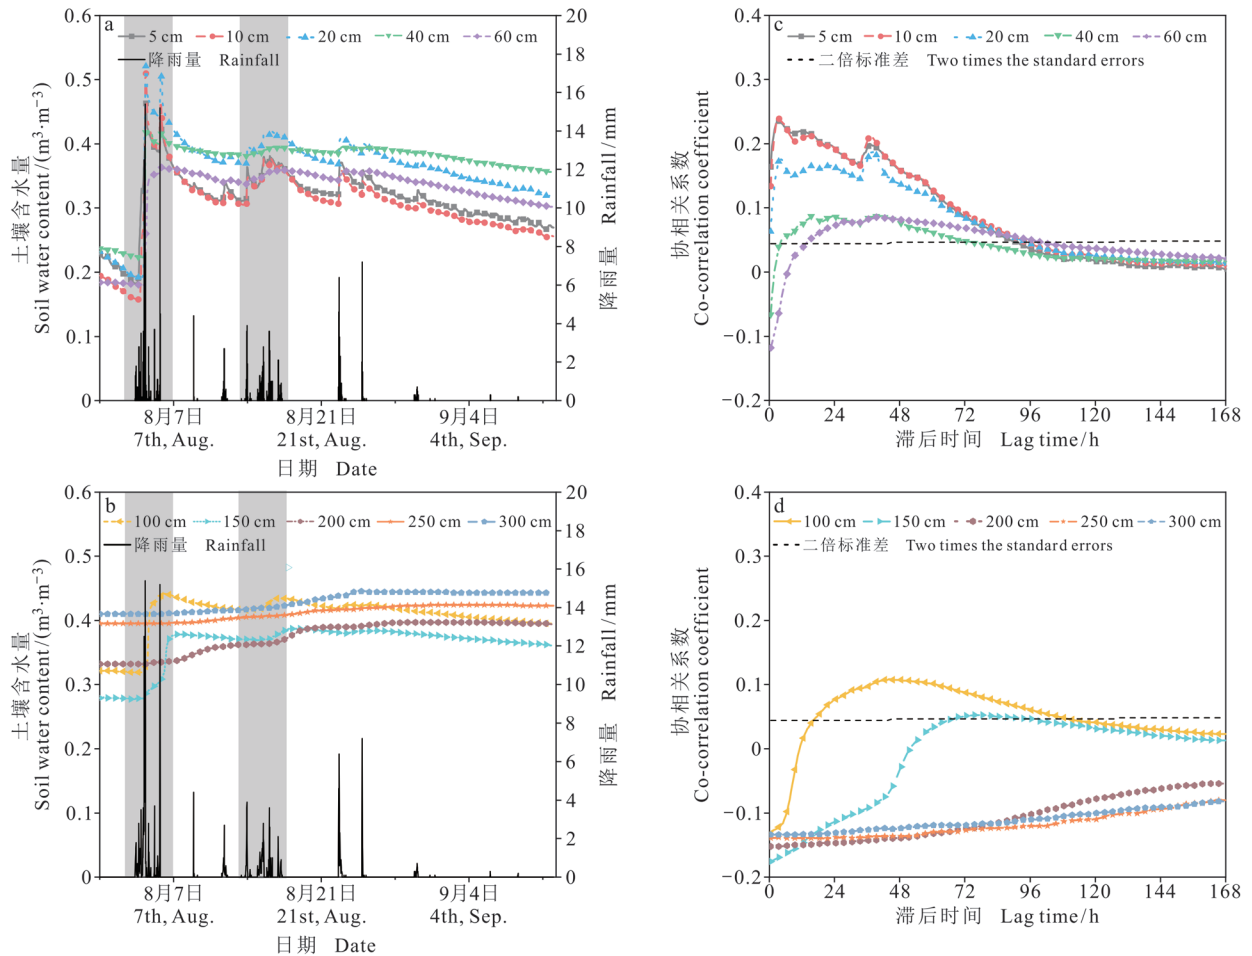 a
5 cm 10 cm 20 cm 40 cm 60 cm
降雨量 Rainfall
土壤含水量
Soil water content/(m³·m⁻³)
0.6
0.5
0.4
0.3
0.2
0.1
0
20
18
16
14
12
10
8
6
4
2
0
降雨量 Rainfall/mm
8月7日 8月21日 9月4日
7th, Aug. 21st, Aug. 4th, Sep.
日期 Date
c
5 cm 10 cm 20 cm 40 cm 60 cm
二倍标准差 Two times the standard errors
协相关系数
Co-correlation coefficient
0.4
0.3
0.2
0.1
0
−0.1
−0.2
0 24 48 72 96 120 144 168
滞后时间 Lag time/h
b
100 cm 150 cm 200 cm 250 cm 300 cm
降雨量 Rainfall
土壤含水量
Soil water content/(m³·m⁻³)
0.6
0.5
0.4
0.3
0.2
0.1
0
20
18
16
14
12
10
8
6
4
2
0
降雨量 Rainfall/mm
8月7日 8月21日 9月4日
7th, Aug. 21st, Aug. 4th, Sep.
日期 Date
d
100 cm 150 cm 200 cm 250 cm 300 cm
二倍标准差 Two times the standard errors
协相关系数
Co-correlation coefficient
0.4
0.3
0.2
0.1
0
−0.1
−0.2
0 24 48 72 96 120 144 168
滞后时间 Lag time/h